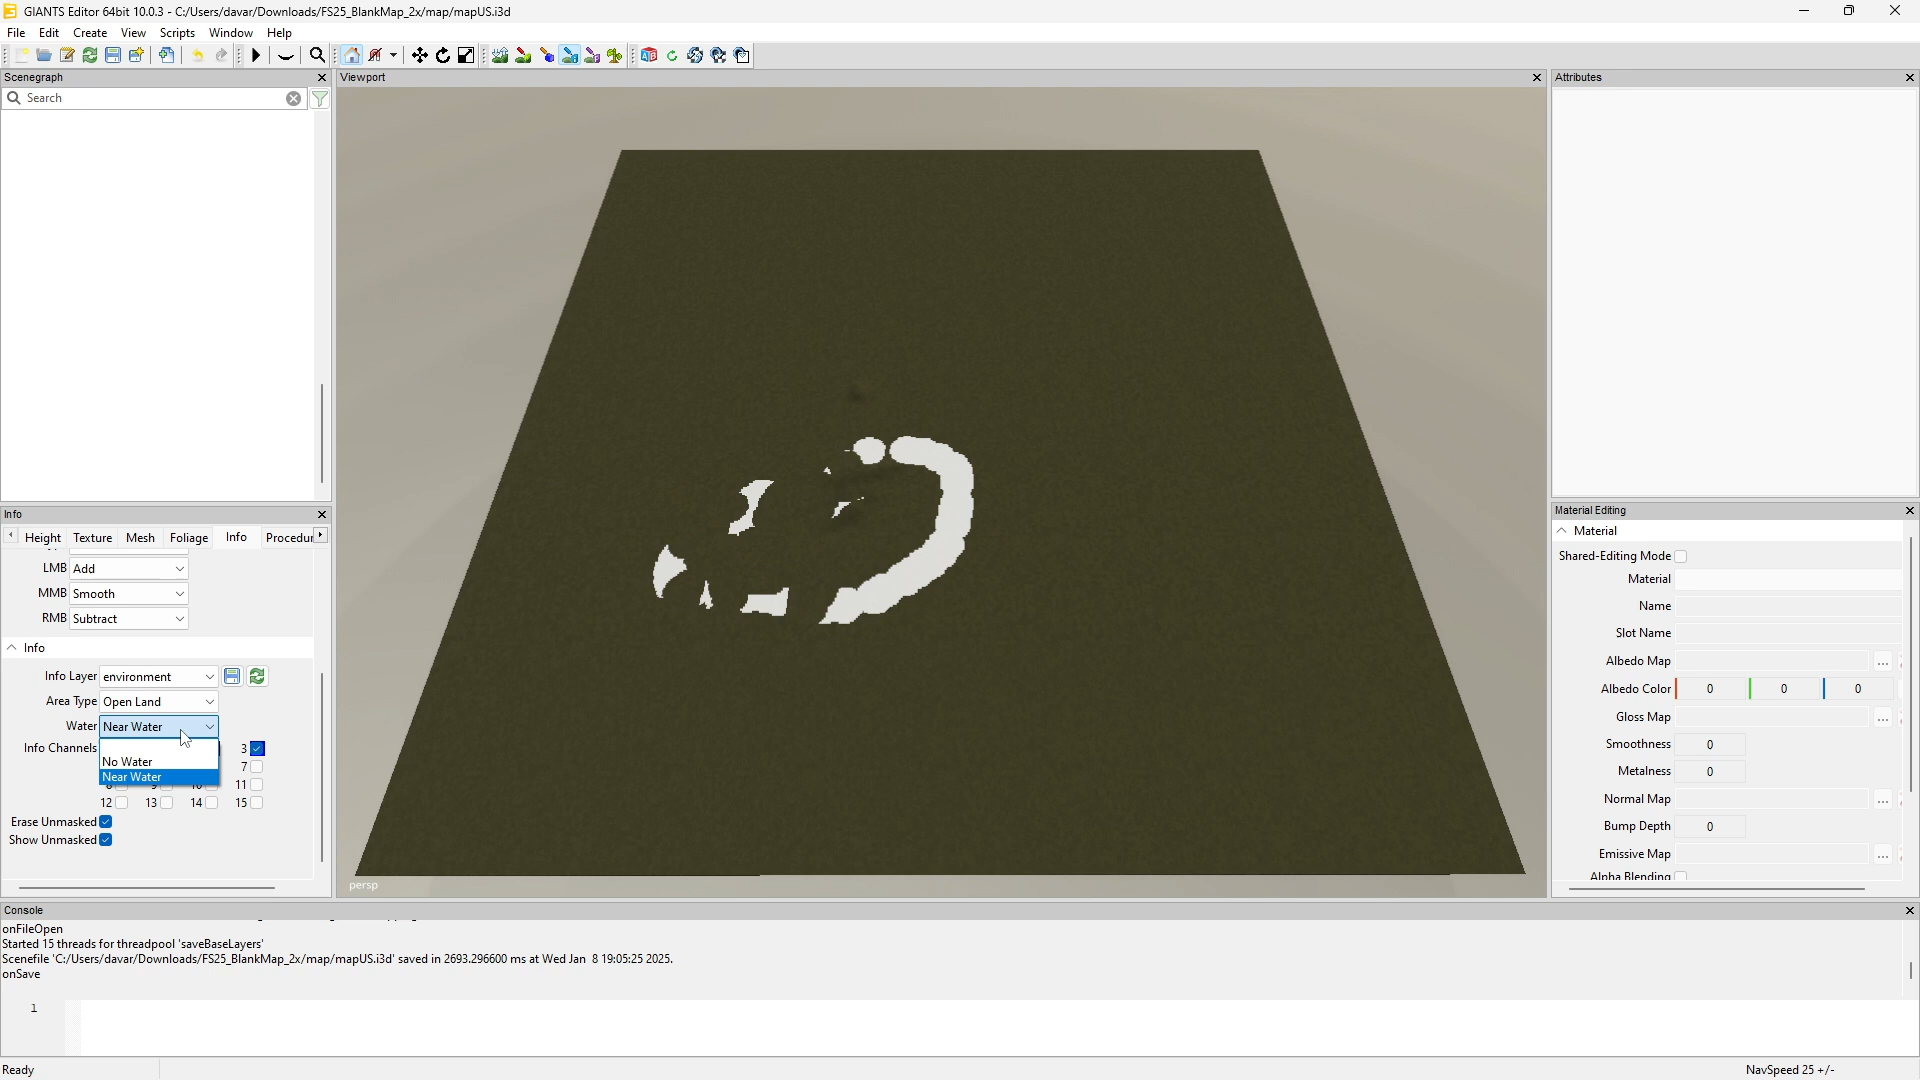 GIANTS Editor 64bit 10.0.3 - C:/Users/davar/Downloads/FS25_BlankMap_2x/map/mapUS.i3d
File Edit Create View Scripts Window Help
Scenegraph
Search
Viewport
persp
Attributes
Info
Height Texture Mesh Foliage Info Procedur
LMB Add
MMB Smooth
RMB Subtract
Info
Info Layer environment
Area Type Open Land
Water Near Water
Info Channels 3
No Water 7
Near Water
11
12 13 14 15
Erase Unmasked
Show Unmasked
Material Editing
Material
Shared-Editing Mode
Material
Name
Slot Name
Albedo Map ...
Albedo Color 0 0 0
Gloss Map ...
Smoothness 0
Metalness 0
Normal Map ...
Bump Depth 0
Emissive Map ...
Alpha Blending
Console
onFileOpen
Started 15 threads for threadpool 'saveBaseLayers'
Scenefile 'C:/Users/davar/Downloads/FS25_BlankMap_2x/map/mapUS.i3d' saved in 2693.296600 ms at Wed Jan 8 19:05:25 2025.
onSave
1
Ready
NavSpeed 25 +/-